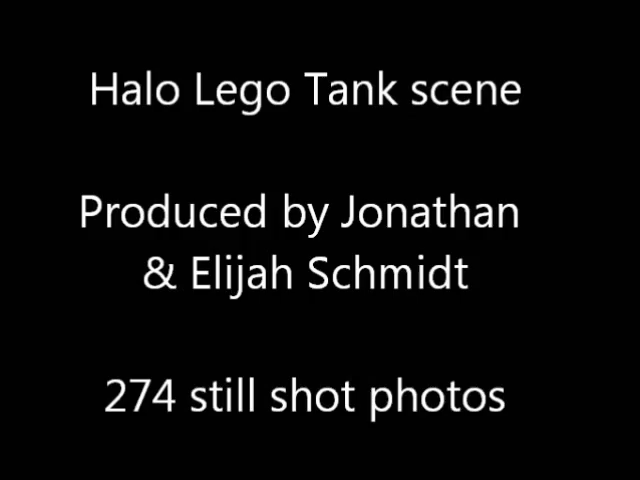 Halo Lego Tank scene
Produced by Jonathan
& Elijah Schmidt
274 still shot photos